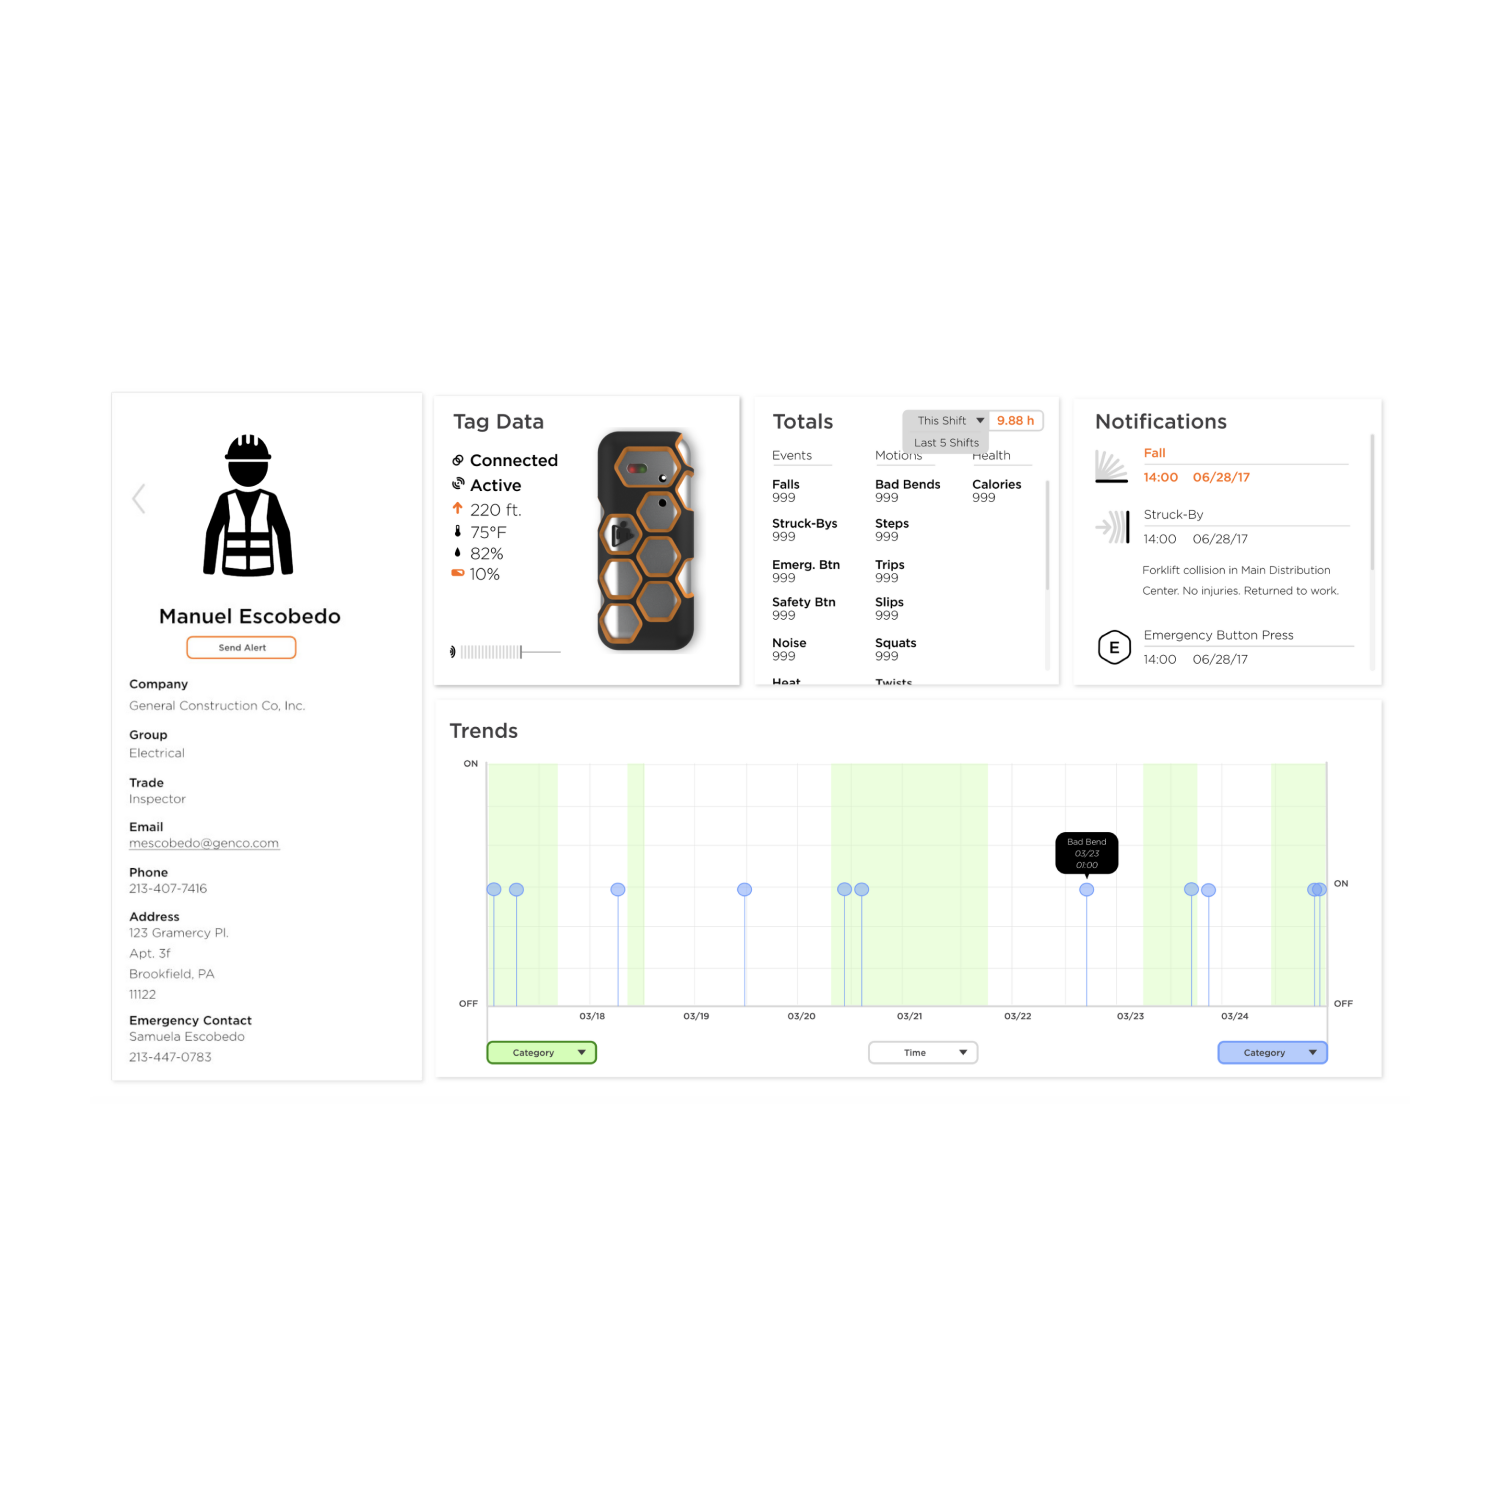 Manuel Escobedo
Send Alert
Company
General Construction Co, Inc.
Group
Electrical
Trade
Inspector
Email
mescobedo@genco.com
Phone
213-407-7416
Address
123 Gramercy Pl.
Apt. 3f
Brookfield, PA
11122
Emergency Contact
Samuela Escobedo
213-447-0783
Tag Data
Connected
Active
220 ft.
75°F
82%
10%
Totals
This Shift
9.88 h
Last 5 Shifts
Events
Motions
Health
Falls
999
Bad Bends
999
Calories
999
Struck-Bys
999
Steps
999
Emerg. Btn
999
Trips
999
Safety Btn
999
Slips
999
Noise
999
Squats
999
Heat
Twists
Notifications
Fall
14:00 06/28/17
Struck-By
14:00 06/28/17
Forklift collision in Main Distribution
Center. No injuries. Returned to work.
E
Emergency Button Press
14:00 06/28/17
Trends
ON
Bad Bend
03/23
01:00
ON
OFF
OFF
03/18
03/19
03/20
03/21
03/22
03/23
03/24
Category
Time
Category